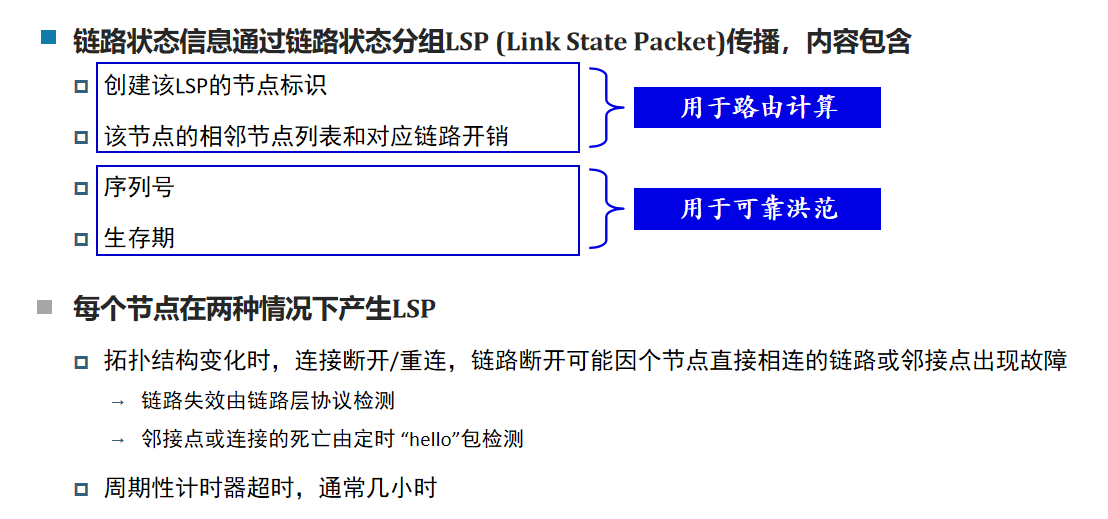 链路状态信息通过链路状态分组LSP (Link State Packet)传播，内容包含
创建该LSP的节点标识
该节点的相邻节点列表和对应链路开销
用于路由计算
序列号
生存期
用于可靠洪范
每个节点在两种情况下产生LSP
拓扑结构变化时，连接断开/重连，链路断开可能因个节点直接相连的链路或邻接点出现故障
→ 链路失效由链路层协议检测
→ 邻接点或连接的死亡由定时 “hello”包检测
周期性计时器超时，通常几小时